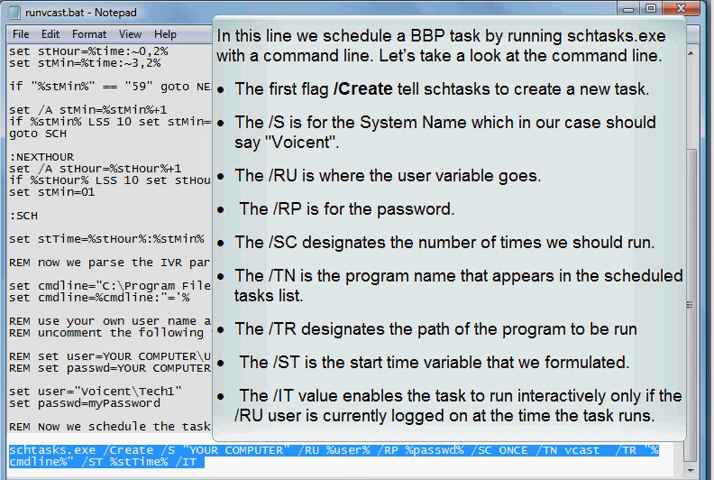 runvcast.bat - Notepad
File Edit Format View Help
set stHour=%time:~0,2%
set stMin=%time:~3,2%
if "%stMin%" == "59" goto NE
set /A stMin=%stMin%+1
if %stMin% LSS 10 set stMin=
goto SCH
:NEXTHOUR
set /A stHour=%stHour%+1
if %stHour% LSS 10 set stHou
set stMin=01
:SCH
set stTime=%stHour%:%stMin%
REM now we parse the IVR par
set cmdline="C:\Program File
set cmdline=%cmdline:"='%
REM use your own user name a
REM uncomment the following
REM set user=YOUR COMPUTER\U
REM set passwd=YOUR COMPUTER
set user="Voicent\Tech1"
set passwd=myPassword
REM Now we schedule the task
schtasks.exe /Create /S "YOUR COMPUTER" /RU %user% /RP %passwd% /SC ONCE /TN vcast /TR "%
cmdline%" /ST %stTime% /IT
In this line we schedule a BBP task by running schtasks.exe
with a command line. Let's take a look at the command line.
• The first flag /Create tell schtasks to create a new task.
• The /S is for the System Name which in our case should
say "Voicent".
• The /RU is where the user variable goes.
• The /RP is for the password.
• The /SC designates the number of times we should run.
• The /TN is the program name that appears in the scheduled
tasks list.
• The /TR designates the path of the program to be run
• The /ST is the start time variable that we formulated.
• The /IT value enables the task to run interactively only if the
/RU user is currently logged on at the time the task runs.